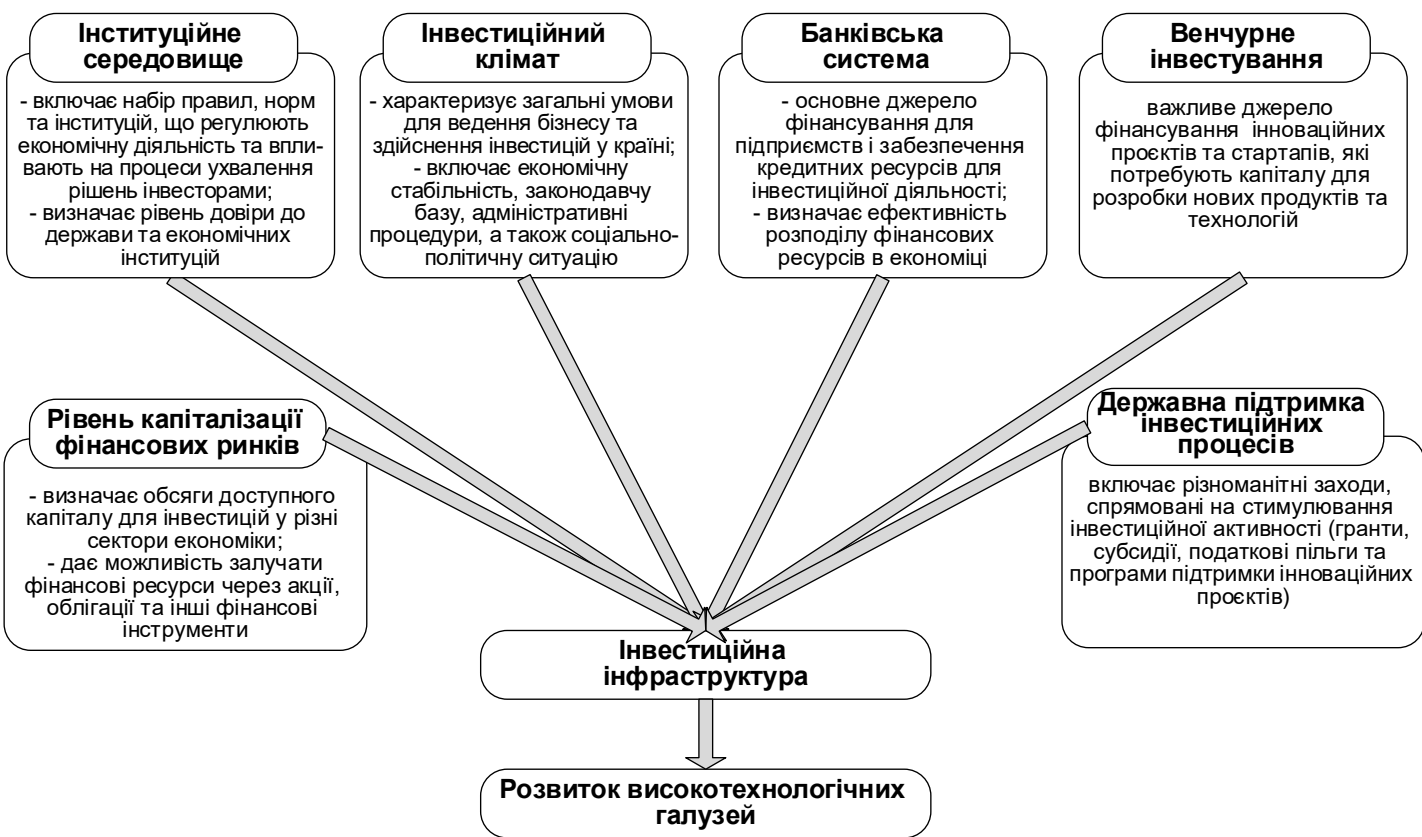 Інституційне
середовище
- включає набір правил, норм
та інституцій, що регулюють
економічну діяльність та впли-
вають на процеси ухвалення
рішень інвесторами;
- визначає рівень довіри до
держави та економічних
інституцій
Інвестиційний
клімат
- характеризує загальні умови
для ведення бізнесу та
здійснення інвестицій у країні;
- включає економічну
стабільність, законодавчу
базу, адміністративні
процедури, а також соціально-
політичну ситуацію
Банківська
система
- основне джерело
фінансування для
підприємств і забезпечення
кредитних ресурсів для
інвестиційної діяльності;
- визначає ефективність
розподілу фінансових
ресурсів в економіці
Венчурне
інвестування
важливе джерело
фінансування інноваційних
проєктів та стартапів, які
потребують капіталу для
розробки нових продуктів та
технологій
Рівень капіталізації
фінансових ринків
- визначає обсяги доступного
капіталу для інвестицій у різні
сектори економіки;
- дає можливість залучати
фінансові ресурси через акції,
облігації та інші фінансові
інструменти
Державна підтримка
інвестиційних
процесів
включає різноманітні заходи,
спрямовані на стимулювання
інвестиційної активності (гранти,
субсидії, податкові пільги та
програми підтримки інноваційних
проєктів)
Інвестиційна
інфраструктура
Розвиток високотехнологічних
галузей